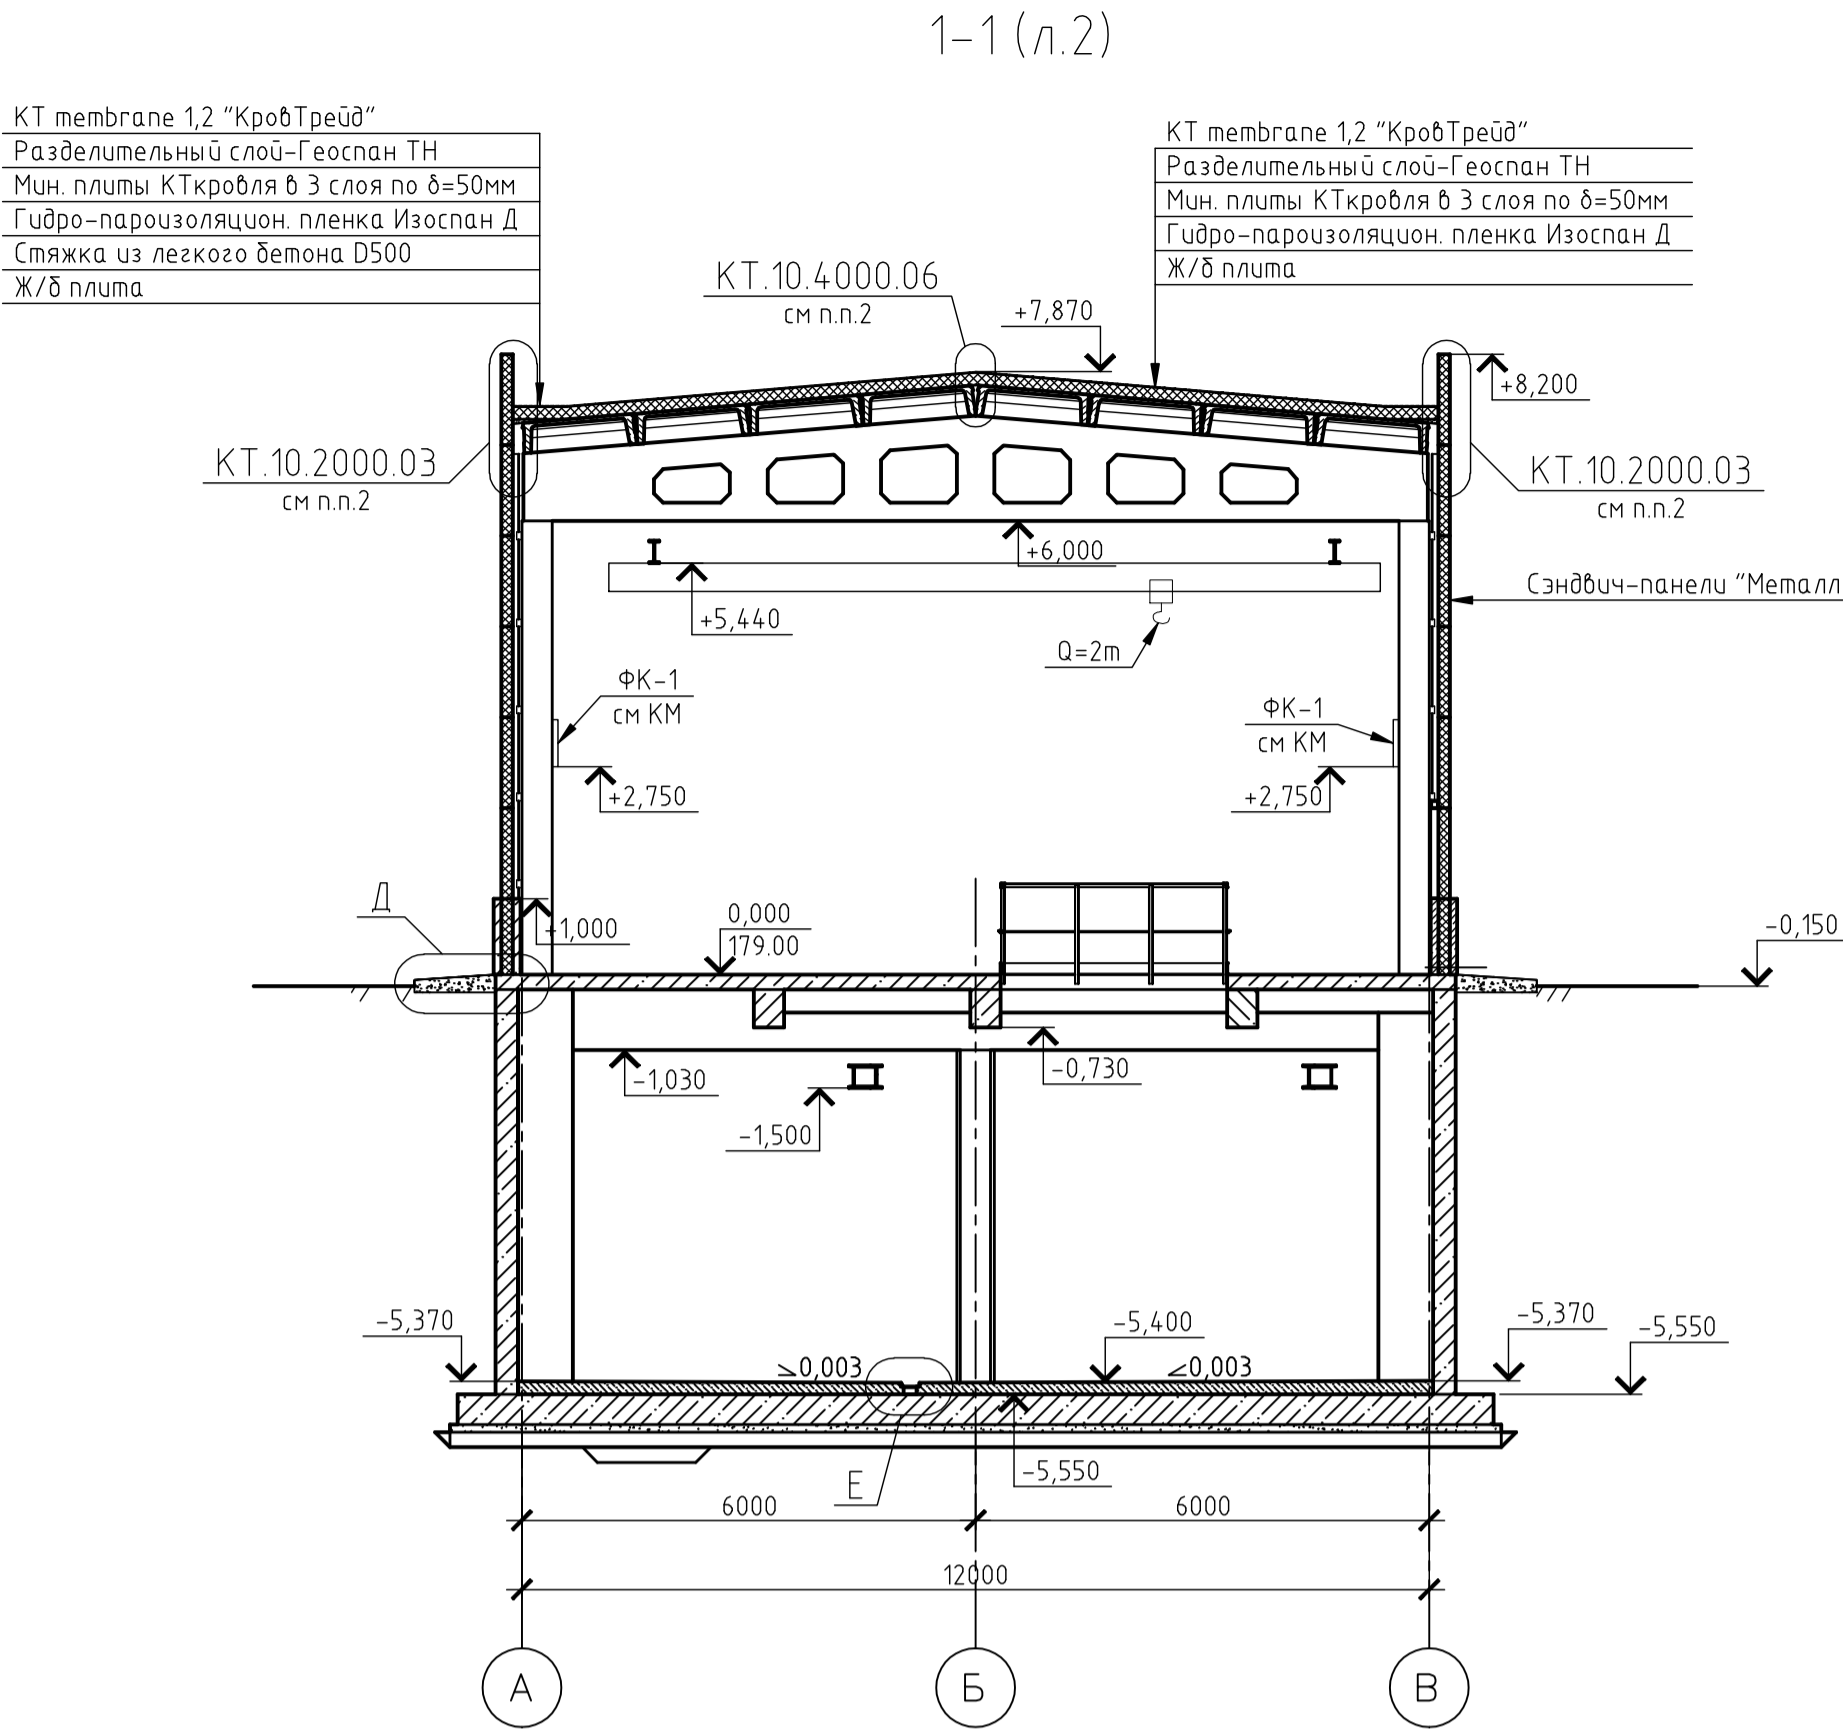 1-1 (л.2)
КТ membrane 1,2 "КровТрейд"
Разделительный слой-Геоспан ТН
Мин. плиты КТкровля в 3 слоя по δ=50мм
Гидро-пароизоляцион. пленка Изоспан Д
Стяжка из легкого бетона D500
Ж/б плита
КТ membrane 1,2 "КровТрейд"
Разделительный слой-Геоспан ТН
Мин. плиты КТкровля в 3 слоя по δ=50мм
Гидро-пароизоляцион. пленка Изоспан Д
Ж/б плита
КТ.10.4000.06
см п.п.2
+7,870
+8,200
КТ.10.2000.03
см п.п.2
КТ.10.2000.03
см п.п.2
+6,000
Сэндвич-панели "Металл
+5,440
Q=2т
ФК-1
см КМ
ФК-1
см КМ
+2,750
+2,750
Д
+1,000
0,000
179.00
-0,150
-1,030
-0,730
-1,500
-5,370
≥0,003
-5,400
≤0,003
-5,370
-5,550
-5,550
Е
6000
6000
12000
А
Б
В